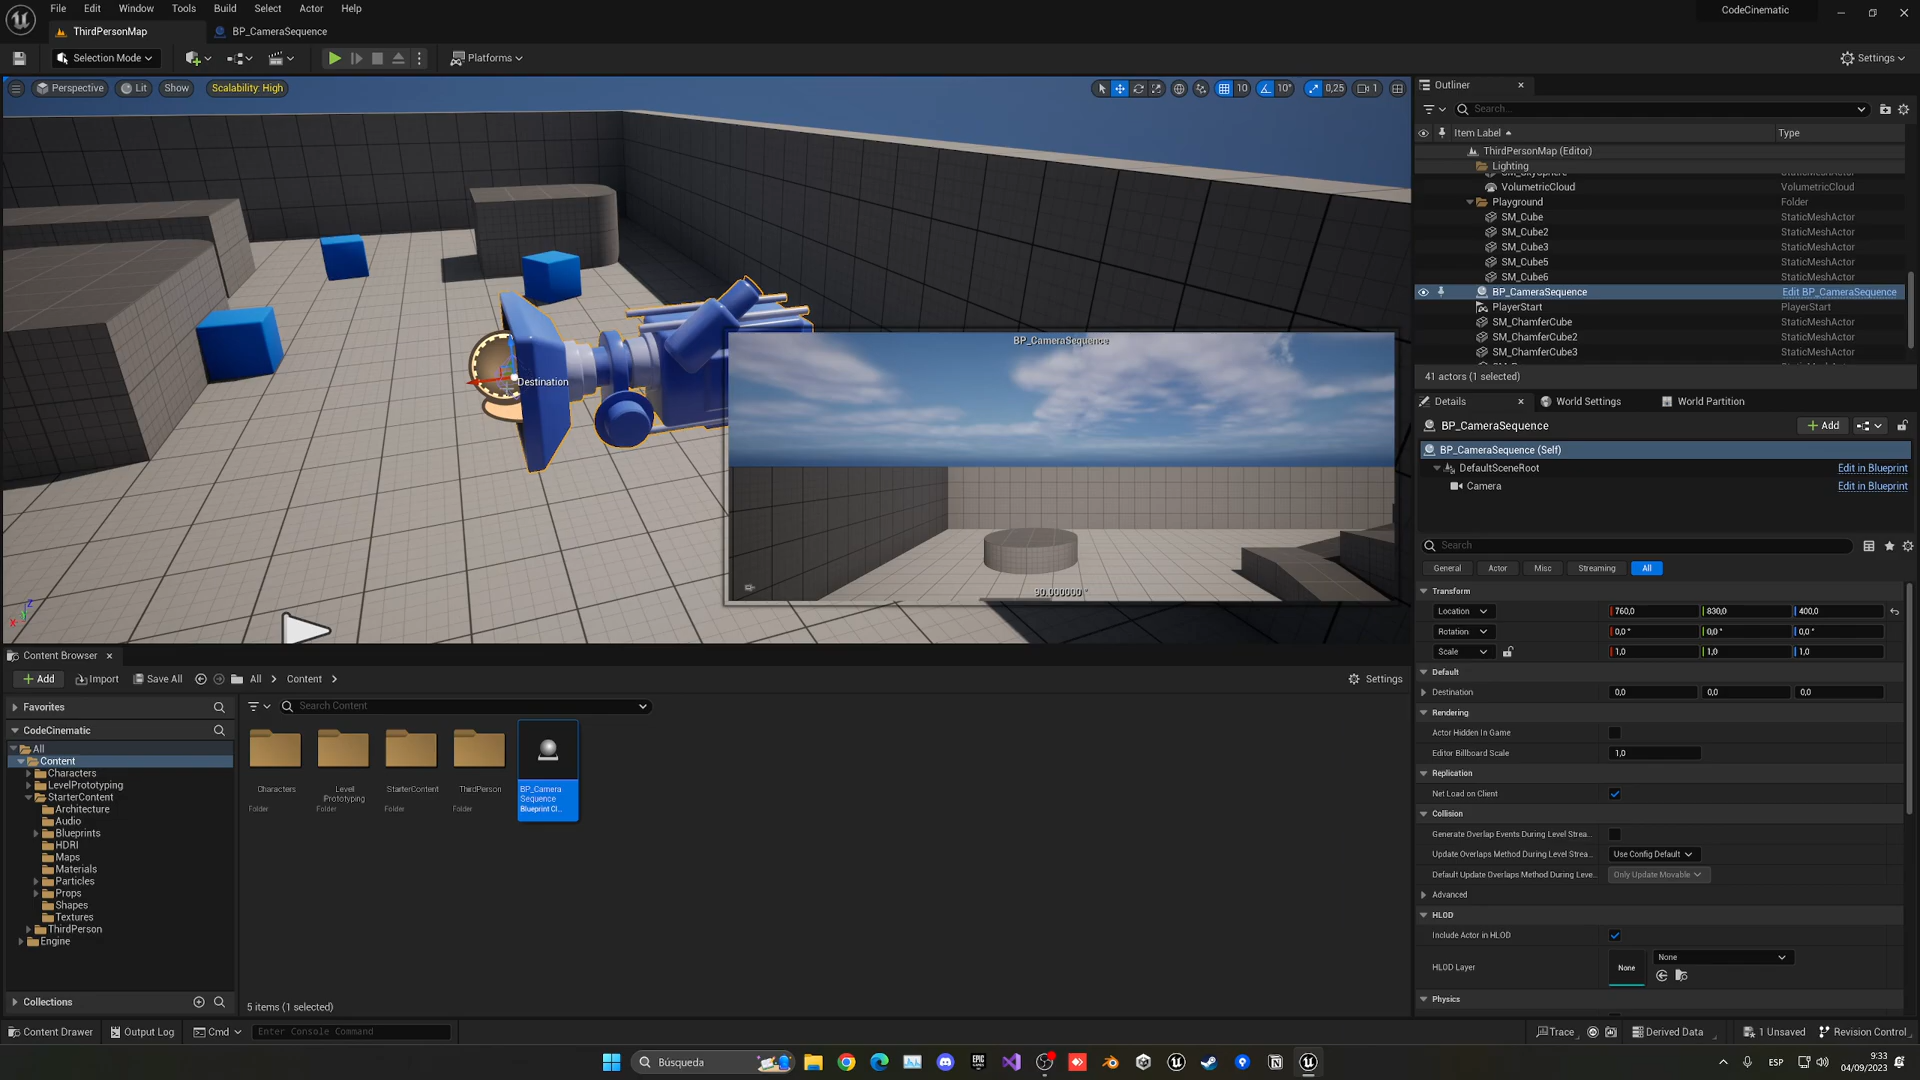 File Edit Window Tools Build Select Actor Help
CodeCinematic
ThirdPersonMap
BP_CameraSequence
Selection Mode
Platforms
Settings
Perspective
Lit
Show
Scalability: High
10
10°
0,25
1
Destination
BP_CameraSequence
90.000000 °
Outliner
Search...
Item Label
Type
ThirdPersonMap (Editor)
Lighting
VolumetricCloud VolumetricCloud
Playground Folder
SM_Cube StaticMeshActor
SM_Cube2 StaticMeshActor
SM_Cube3 StaticMeshActor
SM_Cube5 StaticMeshActor
SM_Cube6 StaticMeshActor
BP_CameraSequence Edit BP_CameraSequence
PlayerStart PlayerStart
SM_ChamferCube StaticMeshActor
SM_ChamferCube2 StaticMeshActor
SM_ChamferCube3 StaticMeshActor
41 actors (1 selected)
Details
World Settings
World Partition
BP_CameraSequence
Add
BP_CameraSequence (Self)
DefaultSceneRoot Edit in Blueprint
Camera Edit in Blueprint
Search
General Actor Misc Streaming All
Transform
Location 760,0 830,0 400,0
Rotation 0,0 ° 0,0 ° 0,0 °
Scale 1,0 1,0 1,0
Default
Destination 0,0 0,0 0,0
Rendering
Actor Hidden In Game
Editor Billboard Scale 1,0
Replication
Net Load on Client
Collision
Generate Overlap Events During Level Strea...
Update Overlaps Method During Level Strea... Use Config Default
Default Update Overlaps Method During Leve... Only Update Movable
Advanced
HLOD
Include Actor in HLOD
HLOD Layer None None
Physics
Content Browser
Add Import Save All All Content Settings
Favorites
CodeCinematic
All
Content
Characters
LevelPrototyping
StarterContent
Architecture
Audio
Blueprints
HDRI
Maps
Materials
Particles
Props
Shapes
Textures
ThirdPerson
Engine
Collections
Search Content
Characters
Folder
Level
Prototyping
Folder
StarterContent
Folder
ThirdPerson
Folder
BP_Camera
Sequence
Blueprint Cl...
5 items (1 selected)
Content Drawer Output Log Cmd Enter Console Command
Trace Derived Data 1 Unsaved Revision Control
Búsqueda
EPIC
GAMES
ESP
9:33
04/09/2023